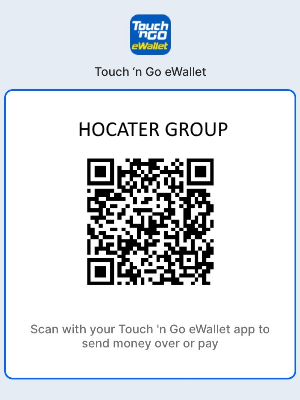 Touch
'nGO
eWallet
Touch 'n Go eWallet
HOCATER GROUP
Scan with your Touch 'n Go eWallet app to
send money over or pay